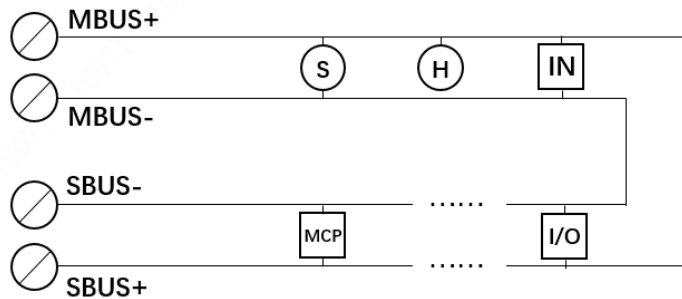 MBUS+
S H IN
MBUS-
SBUS- ......
MCP I/O
......
SBUS+